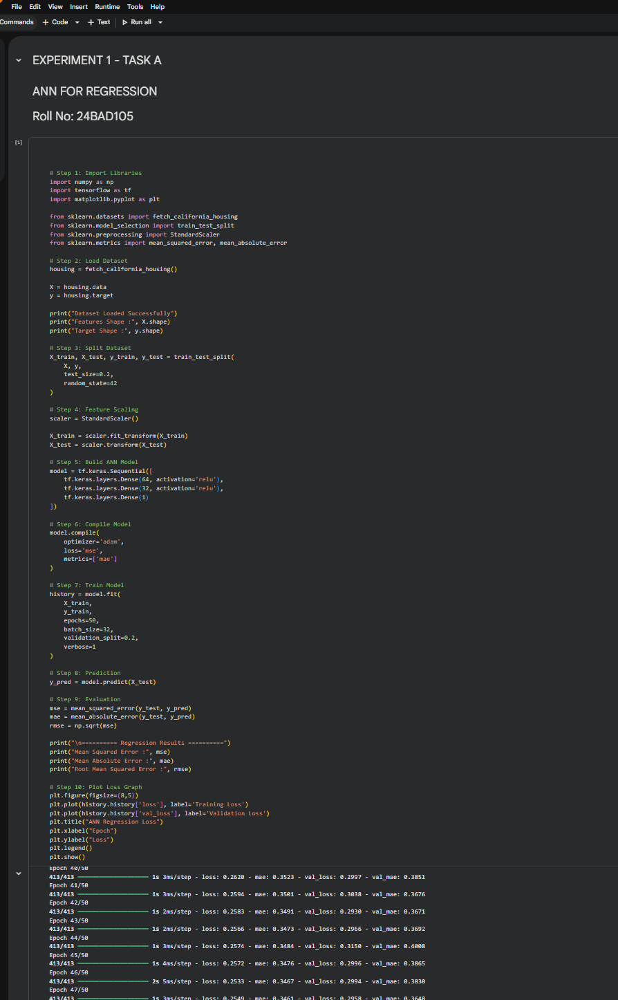 File Edit View Insert Runtime Tools Help
Commands + Code + Text Run all
EXPERIMENT 1 - TASK A
ANN FOR REGRESSION
Roll No: 24BAD105
[1]
# Step 1: Import Libraries
import numpy as np
import tensorflow as tf
import matplotlib.pyplot as plt
from sklearn.datasets import fetch_california_housing
from sklearn.model_selection import train_test_split
from sklearn.preprocessing import StandardScaler
from sklearn.metrics import mean_squared_error, mean_absolute_error
# Step 2: Load Dataset
housing = fetch_california_housing()
X = housing.data
y = housing.target
print("Dataset Loaded Successfully")
print("Features Shape :", X.shape)
print("Target Shape :", y.shape)
# Step 3: Split Dataset
X_train, X_test, y_train, y_test = train_test_split(
    X, y,
    test_size=0.2,
    random_state=42
)
# Step 4: Feature Scaling
scaler = StandardScaler()
X_train = scaler.fit_transform(X_train)
X_test = scaler.transform(X_test)
# Step 5: Build ANN Model
model = tf.keras.Sequential([
    tf.keras.layers.Dense(64, activation='relu'),
    tf.keras.layers.Dense(32, activation='relu'),
    tf.keras.layers.Dense(1)
])
# Step 6: Compile Model
model.compile(
    optimizer='adam',
    loss='mse',
    metrics=['mae']
)
# Step 7: Train Model
history = model.fit(
    X_train,
    y_train,
    epochs=50,
    batch_size=32,
    validation_split=0.2,
    verbose=1
)
# Step 8: Prediction
y_pred = model.predict(X_test)
# Step 9: Evaluation
mse = mean_squared_error(y_test, y_pred)
mae = mean_absolute_error(y_test, y_pred)
rmse = np.sqrt(mse)
print("\n========== Regression Results ==========")
print("Mean Squared Error :", mse)
print("Mean Absolute Error :", mae)
print("Root Mean Squared Error :", rmse)
# Step 10: Plot Loss Graph
plt.figure(figsize=(8,5))
plt.plot(history.history['loss'], label='Training Loss')
plt.plot(history.history['val_loss'], label='Validation Loss')
plt.title("ANN Regression Loss")
plt.xlabel("Epoch")
plt.ylabel("Loss")
plt.legend()
plt.show()
Epoch 40/50
413/413 1s 3ms/step - loss: 0.2620 - mae: 0.3523 - val_loss: 0.2997 - val_mae: 0.3851
Epoch 41/50
413/413 1s 3ms/step - loss: 0.2594 - mae: 0.3501 - val_loss: 0.3038 - val_mae: 0.3676
Epoch 42/50
413/413 1s 2ms/step - loss: 0.2583 - mae: 0.3491 - val_loss: 0.2930 - val_mae: 0.3671
Epoch 43/50
413/413 1s 2ms/step - loss: 0.2566 - mae: 0.3473 - val_loss: 0.2966 - val_mae: 0.3692
Epoch 44/50
413/413 1s 3ms/step - loss: 0.2574 - mae: 0.3484 - val_loss: 0.3150 - val_mae: 0.4008
Epoch 45/50
413/413 1s 4ms/step - loss: 0.2572 - mae: 0.3476 - val_loss: 0.2996 - val_mae: 0.3865
Epoch 46/50
413/413 2s 5ms/step - loss: 0.2533 - mae: 0.3467 - val_loss: 0.2994 - val_mae: 0.3830
Epoch 47/50
413/413 1s 3ms/step - loss: 0.2549 - mae: 0.3461 - val_loss: 0.2958 - val_mae: 0.3648